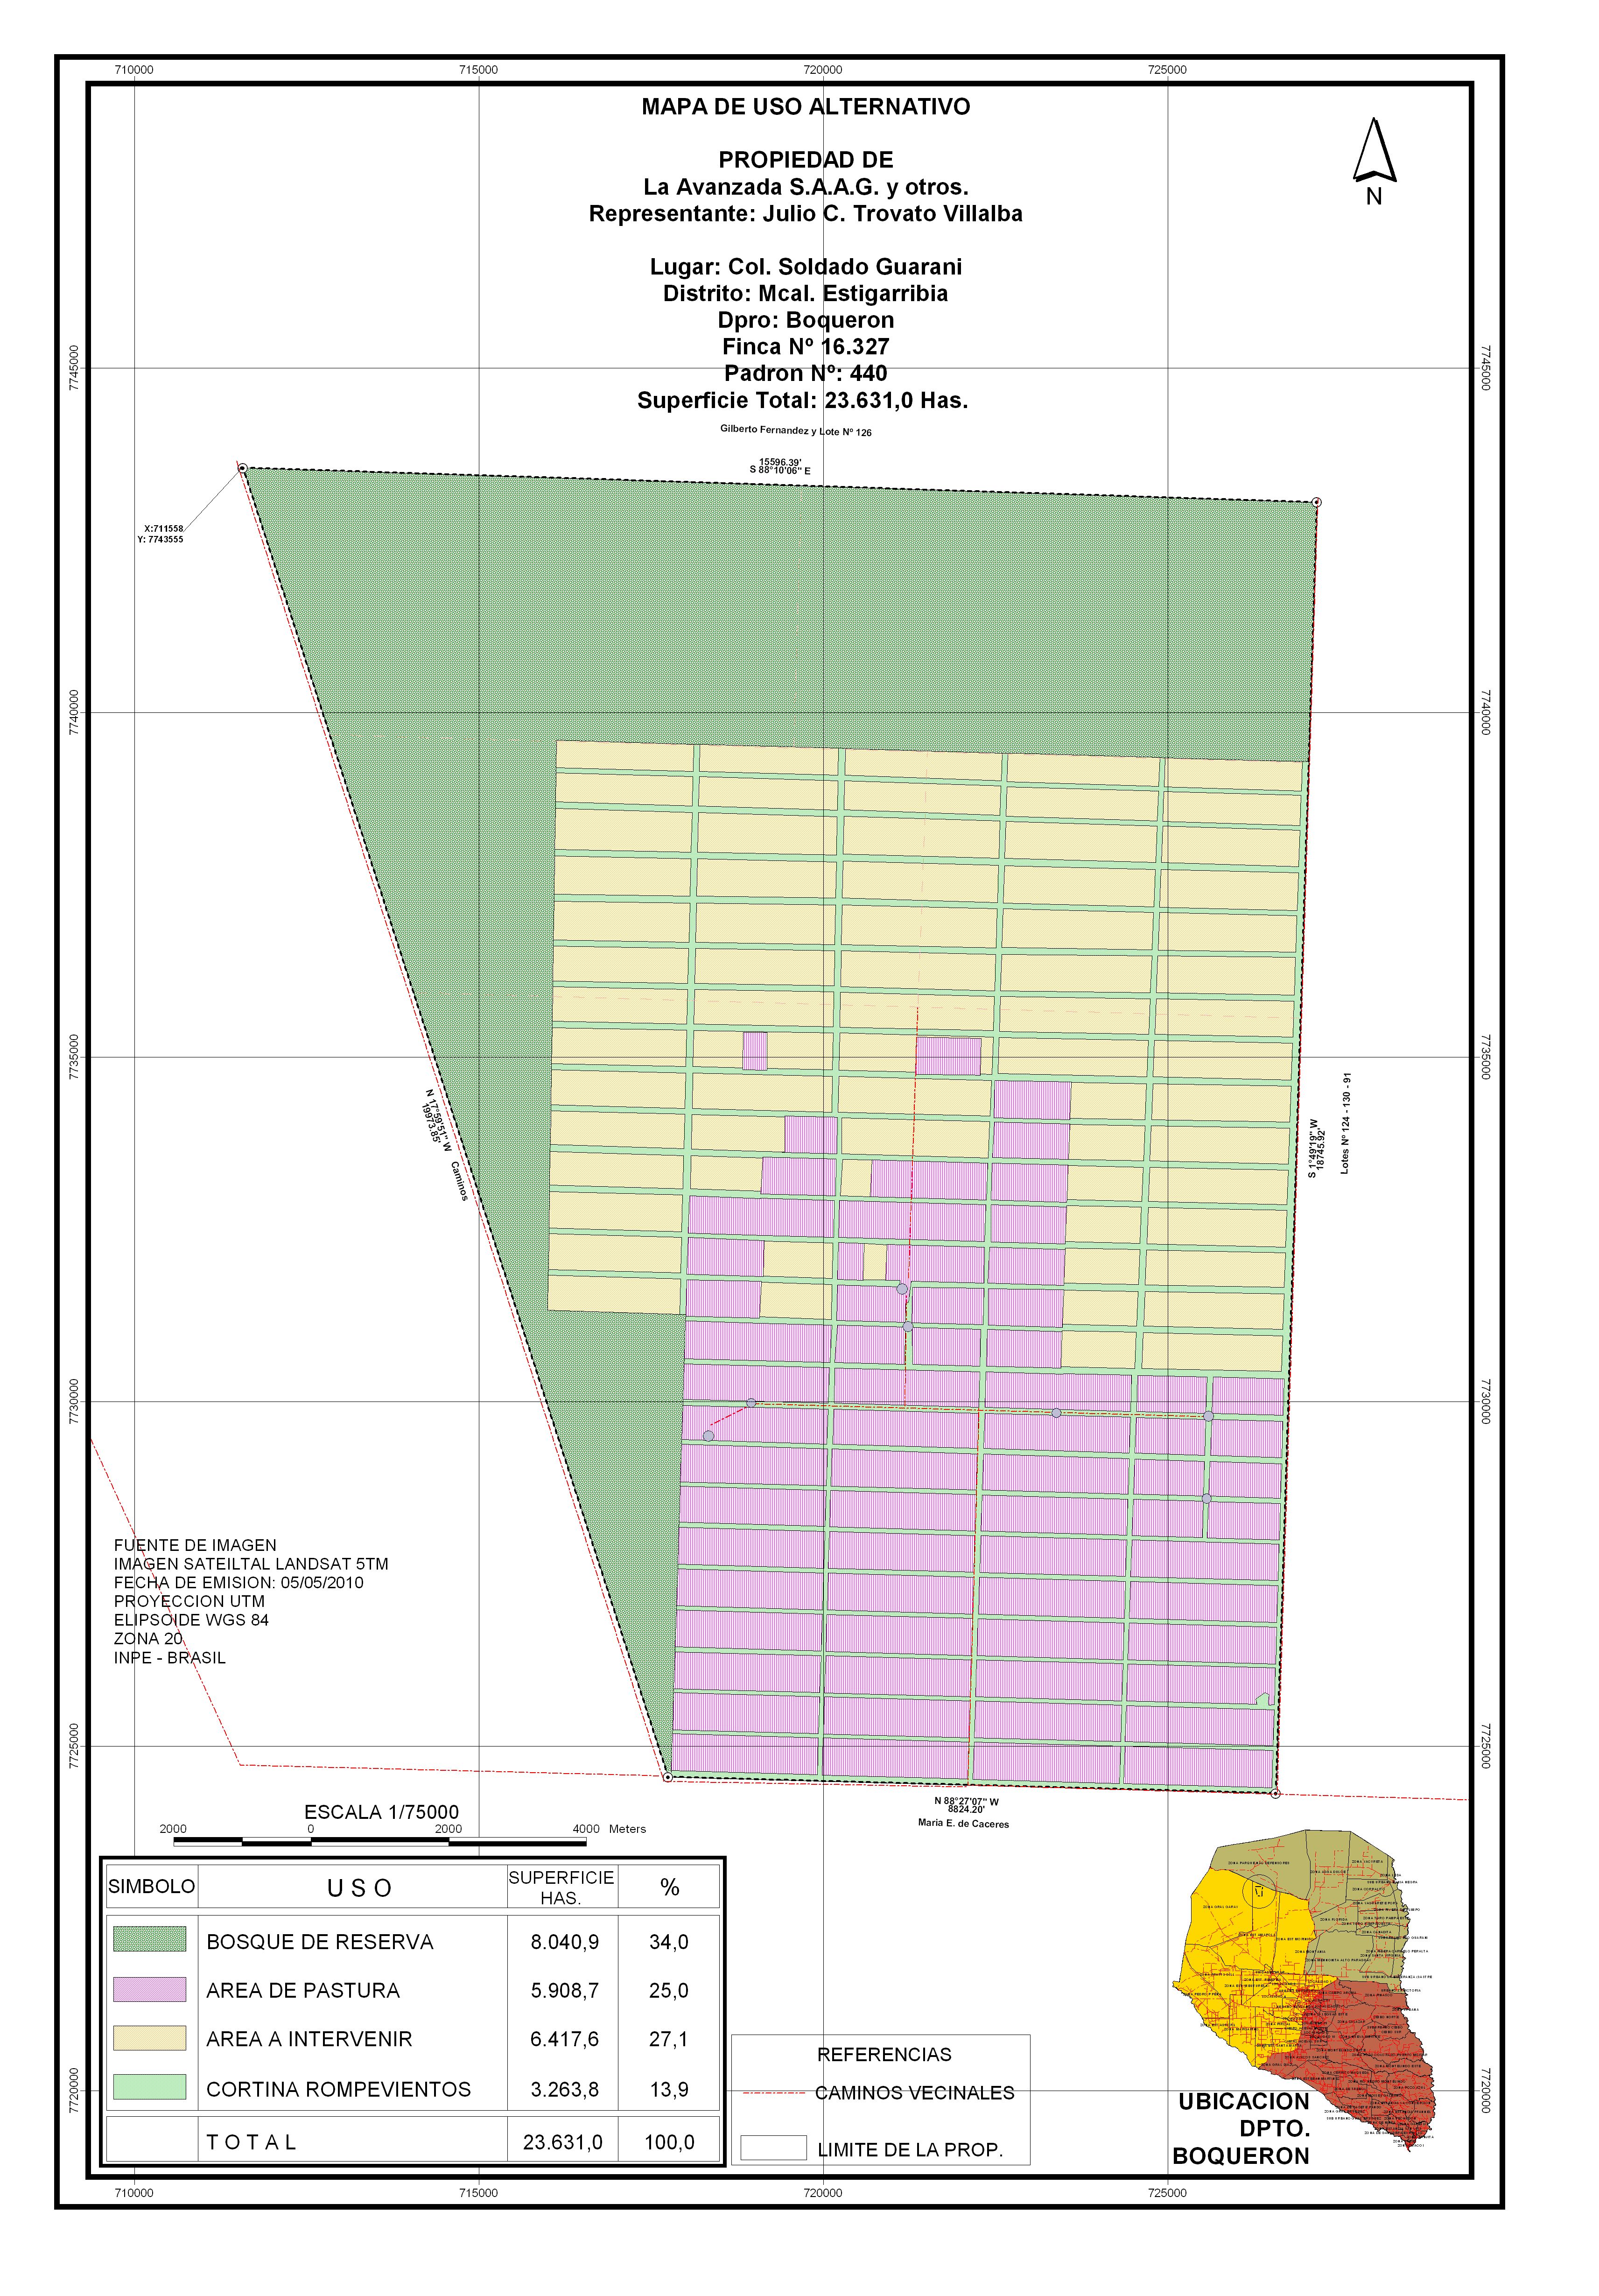 710000 715000 720000 725000
MAPA DE USO ALTERNATIVO
PROPIEDAD DE
La Avanzada S.A.A.G. y otros.
Representante: Julio C. Trovato Villalba
Lugar: Col. Soldado Guarani
Distrito: Mcal. Estigarribia
Dpro: Boqueron
Finca Nº 16.327
Padron Nº: 440
Superficie Total: 23.631,0 Has.
N
7745000 7745000
Gilberto Fernandez y Lote Nº 126
15596.39'
S 88°10'06" E
X:711558
Y: 7743555
7740000 7740000
7735000 7735000
N 17°59'51" W
19973.85'
Caminos
S 1°49'19" W
18745.92'
Lotes Nº 124 - 130 - 91
7730000 7730000
FUENTE DE IMAGEN
IMAGEN SATEILTAL LANDSAT 5TM
FECHA DE EMISION: 05/05/2010
PROYECCION UTM
ELIPSOIDE WGS 84
ZONA 20
INPE - BRASIL
7725000 7725000
N 88°27'07" W
8824.20'
Maria E. de Caceres
ESCALA 1/75000
2000 0 2000 4000 Meters
SIMBOLO U S O SUPERFICIE HAS. %
BOSQUE DE RESERVA 8.040,9 34,0
AREA DE PASTURA 5.908,7 25,0
AREA A INTERVENIR 6.417,6 27,1
CORTINA ROMPEVIENTOS 3.263,8 13,9
T O T A L 23.631,0 100,0
REFERENCIAS
CAMINOS VECINALES
LIMITE DE LA PROP.
7720000 7720000
UBICACION
DPTO.
BOQUERON
710000 715000 720000 725000